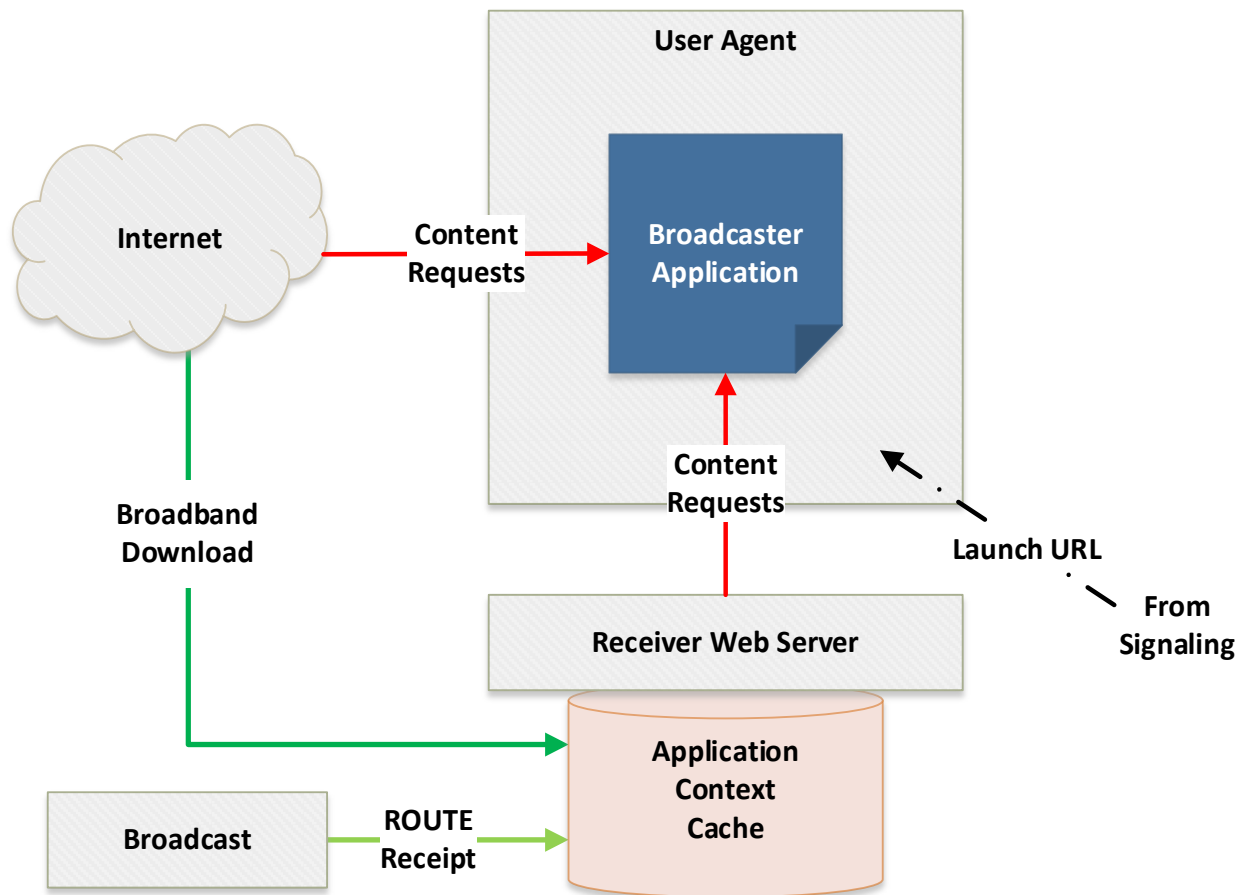 User Agent
Internet
Content
Requests
Broadcaster
Application
Content
Requests
Broadband
Download
Launch URL
From
Signaling
Receiver Web Server
Application
Context
Cache
Broadcast
ROUTE
Receipt